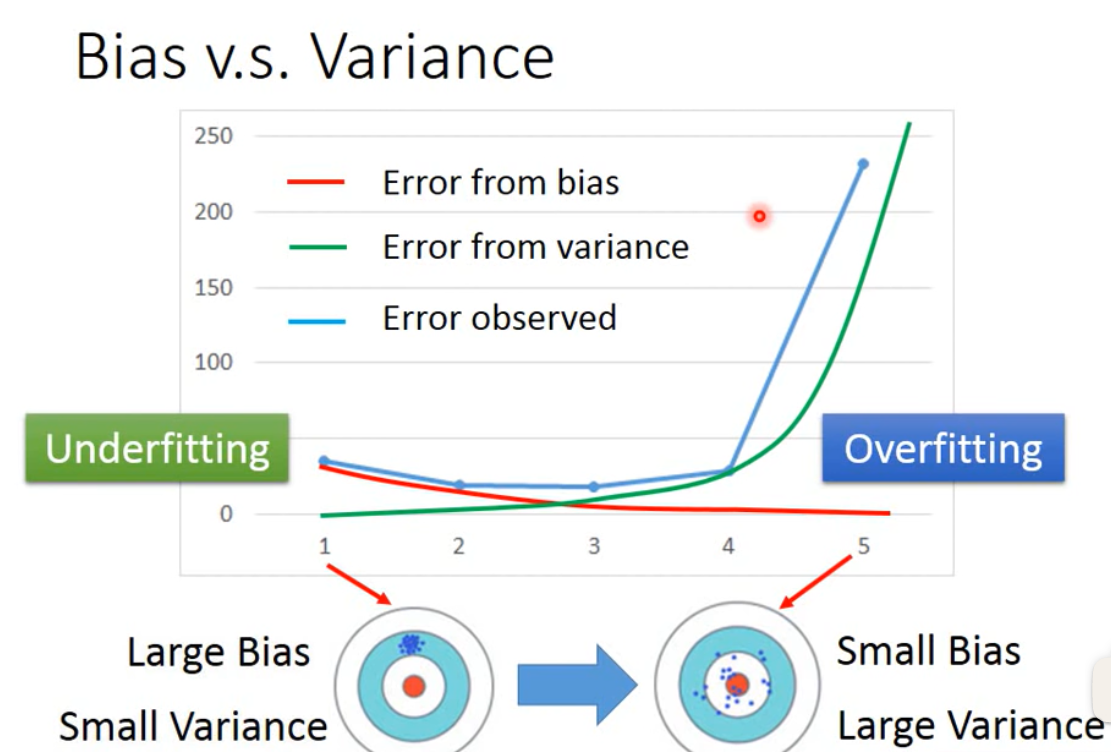 Bias v.s. Variance
250
Error from bias
200
Error from variance
150
Error observed
100
Underfitting
Overfitting
0
1 2 3 4 5
Large Bias
Small Bias
Small Variance
Large Variance